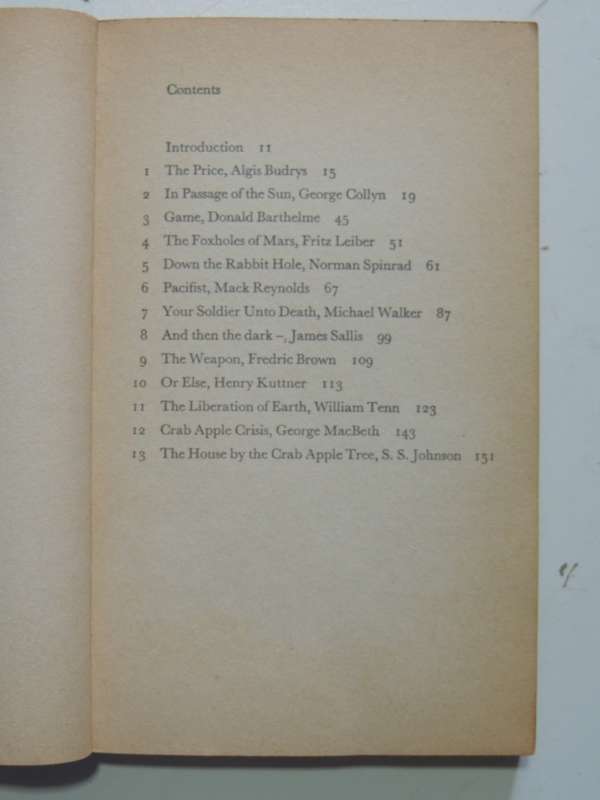 Contents
Introduction 11
1 The Price, Algis Budrys 15
2 In Passage of the Sun, George Collyn 19
3 Game, Donald Barthelme 45
4 The Foxholes of Mars, Fritz Leiber 51
5 Down the Rabbit Hole, Norman Spinrad 61
6 Pacifist, Mack Reynolds 67
7 Your Soldier Unto Death, Michael Walker 87
8 And then the dark –, James Sallis 99
9 The Weapon, Fredric Brown 109
10 Or Else, Henry Kuttner 113
11 The Liberation of Earth, William Tenn 123
12 Crab Apple Crisis, George MacBeth 143
13 The House by the Crab Apple Tree, S. S. Johnson 151